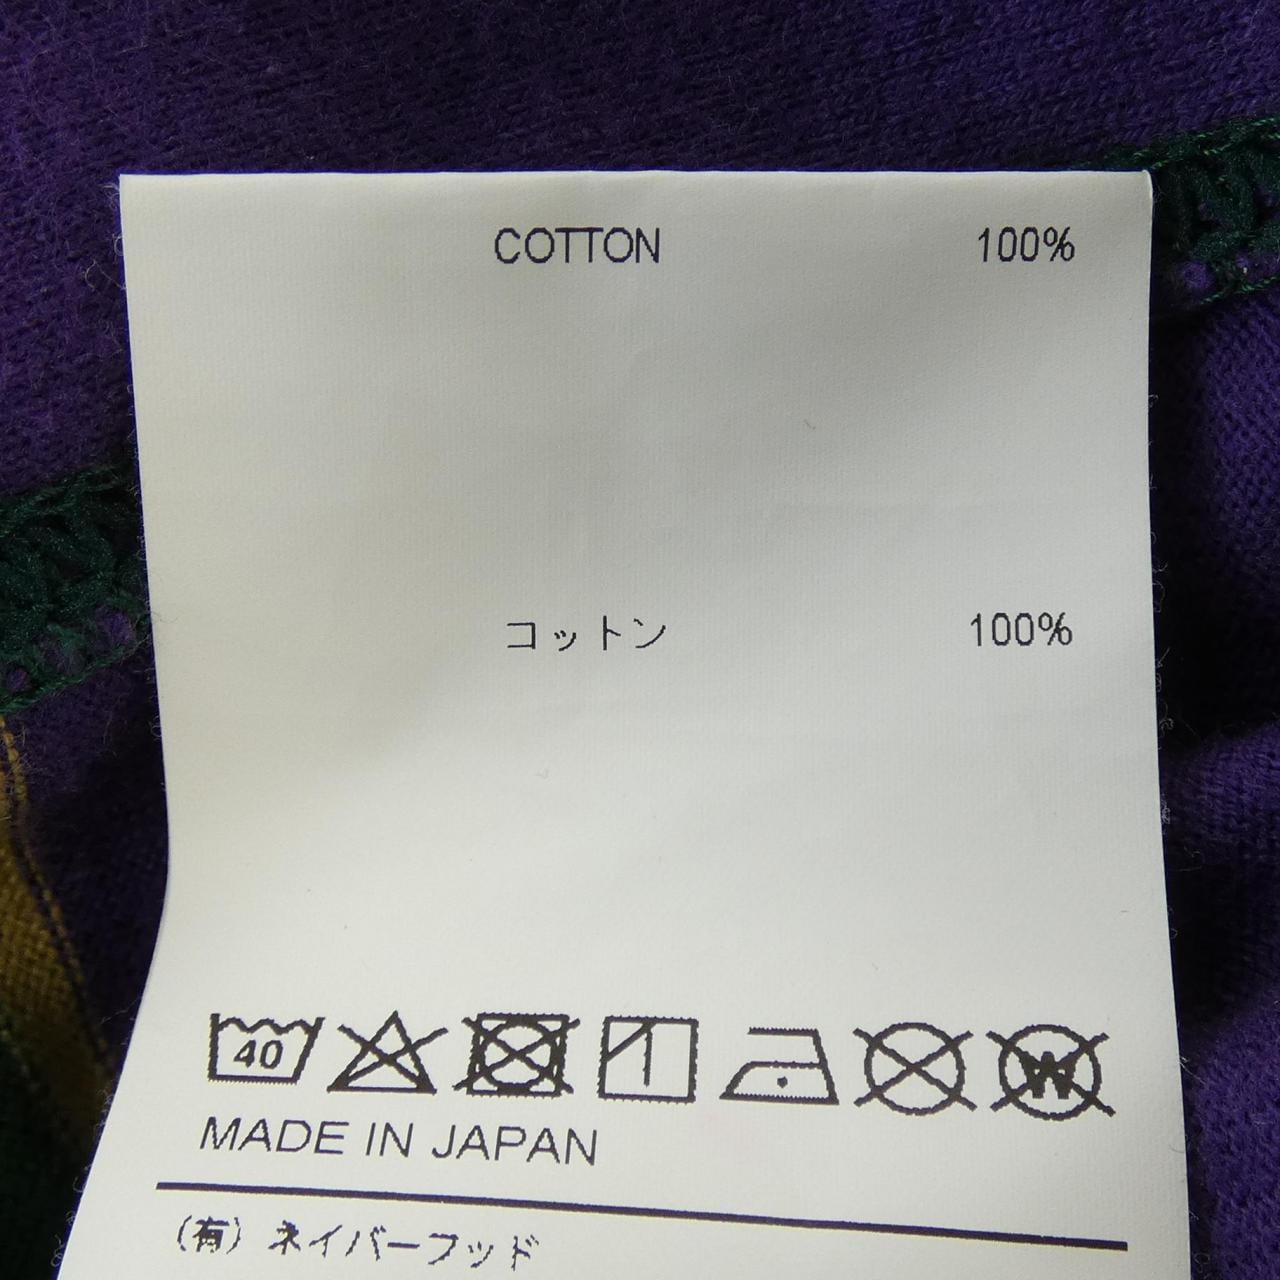 COTTON 100%
コットン 100%
40 W
MADE IN JAPAN
(有) ネイバーフッド